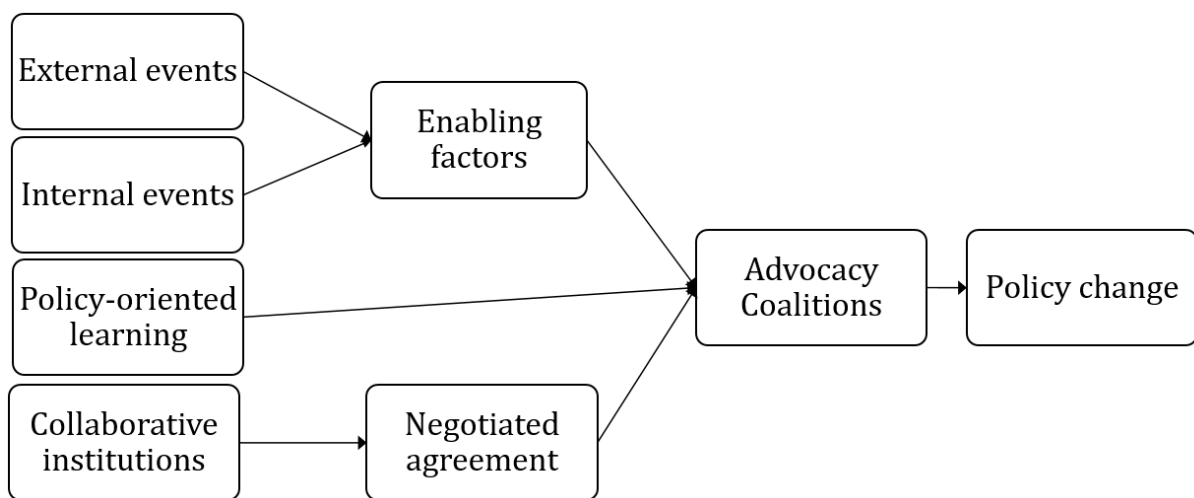 External events
Internal events
Policy-oriented
learning
Collaborative
institutions
Enabling
factors
Negotiated
agreement
Advocacy
Coalitions
Policy change